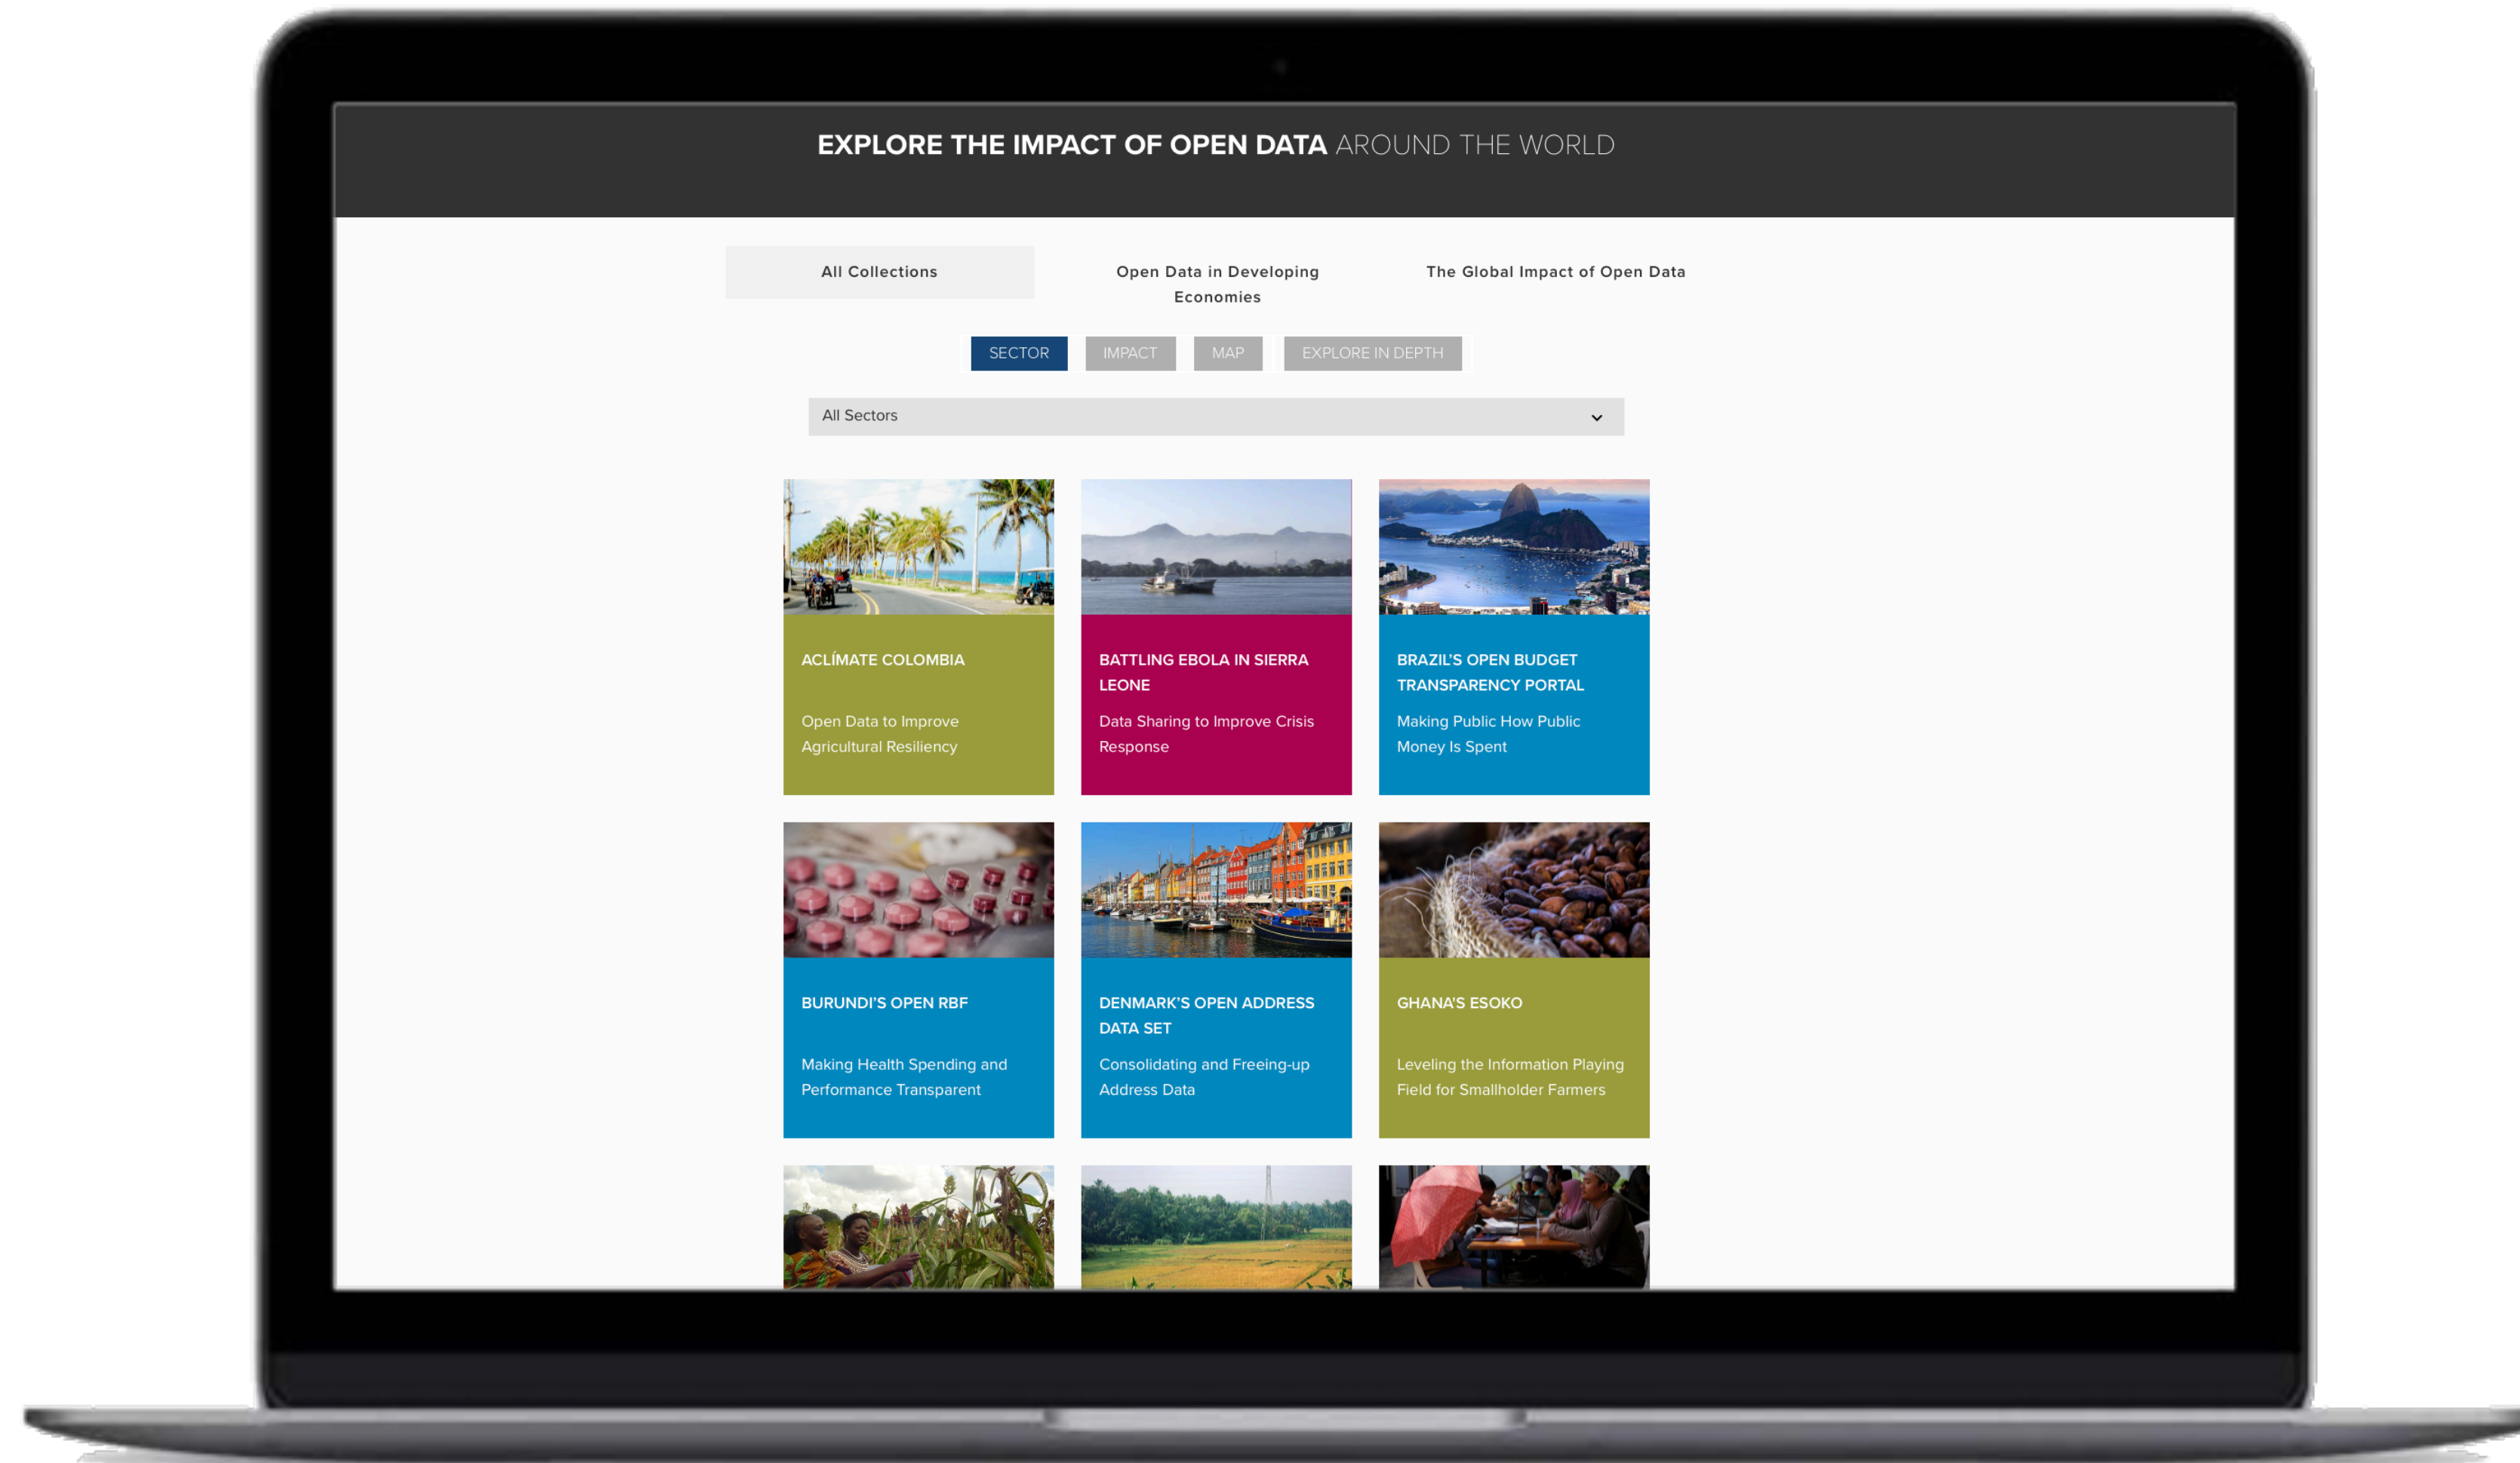 EXPLORE THE IMPACT OF OPEN DATA AROUND THE WORLD
All Collections
Open Data in Developing
Economies
The Global Impact of Open Data
SECTOR
IMPACT
MAP
EXPLORE IN DEPTH
All Sectors
ACLÍMATE COLOMBIA
Open Data to Improve
Agricultural Resiliency
BATTLING EBOLA IN SIERRA
LEONE
Data Sharing to Improve Crisis
Response
BRAZIL'S OPEN BUDGET
TRANSPARENCY PORTAL
Making Public How Public
Money Is Spent
BURUNDI'S OPEN RBF
Making Health Spending and
Performance Transparent
DENMARK'S OPEN ADDRESS
DATA SET
Consolidating and Freeing-up
Address Data
GHANA'S ESOKO
Leveling the Information Playing
Field for Smallholder Farmers